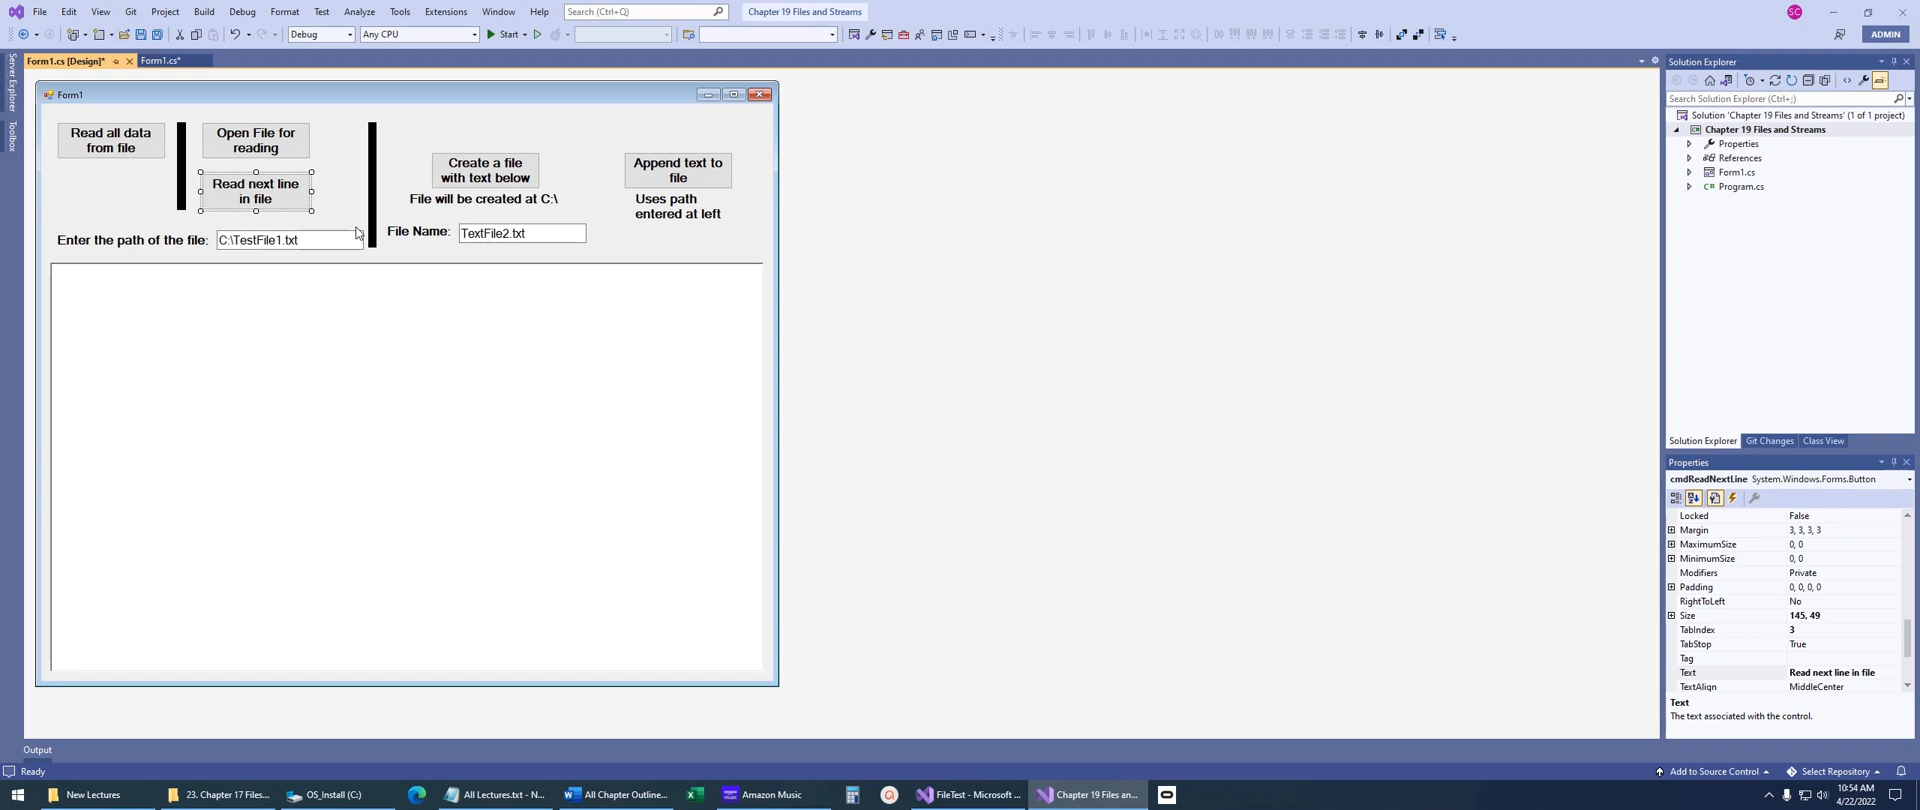 File Edit View Git Project Build Debug Format Test Analyze Tools Extensions Window Help Search (Ctrl+Q) Chapter 19 Files and Streams SC
Debug Any CPU Start ADMIN
Form1.cs [Design]* Form1.cs*
Server Explorer
Toolbox
Form1
Read all data
from file
Open File for
reading
Read next line
in file
Enter the path of the file: C:\TestFile1.txt
Create a file
with text below
File will be created at C:\
File Name: TextFile2.txt
Append text to
file
Uses path
entered at left
Solution Explorer
Search Solution Explorer (Ctrl+;)
Solution 'Chapter 19 Files and Streams' (1 of 1 project)
Chapter 19 Files and Streams
Properties
References
Form1.cs
Program.cs
Solution Explorer Git Changes Class View
Properties
cmdReadNextLine System.Windows.Forms.Button
Locked False
Margin 3, 3, 3, 3
MaximumSize 0, 0
MinimumSize 0, 0
Modifiers Private
Padding 0, 0, 0, 0
RightToLeft No
Size 145, 49
TabIndex 3
TabStop True
Tag
Text Read next line in file
TextAlign MiddleCenter
Text
The text associated with the control.
Output
Ready Add to Source Control Select Repository
New Lectures 23. Chapter 17 Files... OS_Install (C:) All Lectures.txt - N... All Chapter Outline... Amazon Music FileTest - Microsoft ... Chapter 19 Files an...
10:54 AM
4/22/2022